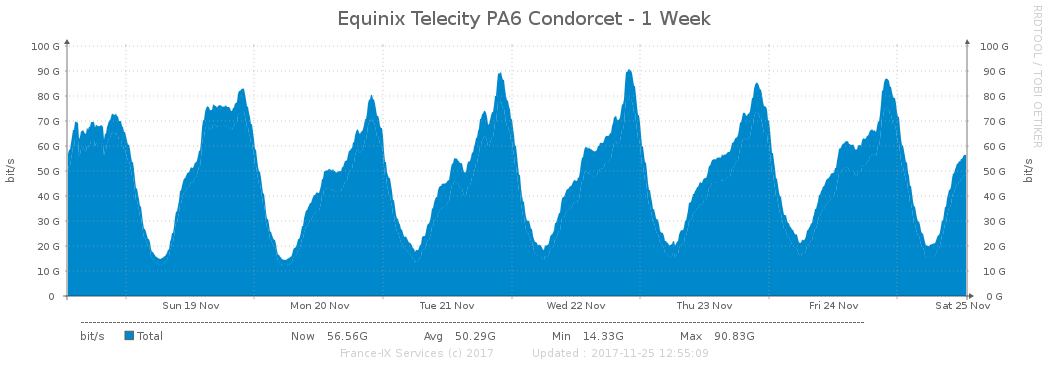 Equinix Telecity PA6 Condorcet - 1 Week
RRDTOOL / TOBI OETIKER
bit/s
100 G 100 G
90 G 90 G
80 G 80 G
70 G 70 G
60 G 60 G
50 G 50 G
40 G 40 G
30 G 30 G
20 G 20 G
10 G 10 G
0 0 G
bit/s
Sun 19 Nov Mon 20 Nov Tue 21 Nov Wed 22 Nov Thu 23 Nov Fri 24 Nov Sat 25 Nov
bit/s Total Now 56.56G Avg 50.29G Min 14.33G Max 90.83G
France-IX Services (c) 2017 Updated : 2017-11-25 12:55:09